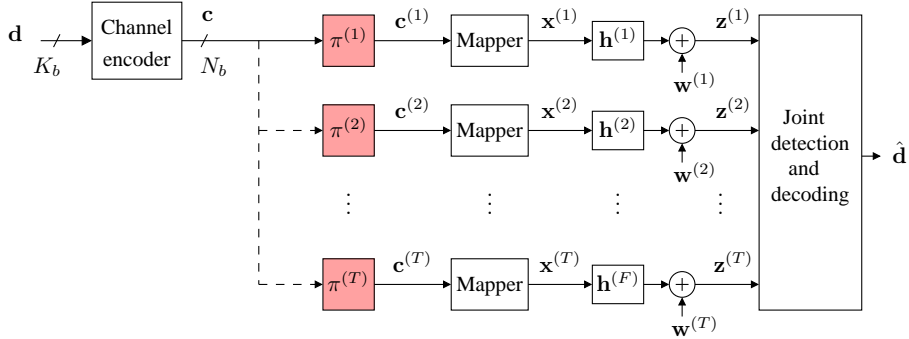 d
K_b
Channel
encoder
c
N_b
π^(1)
c^(1)
Mapper
x^(1)
h^(1)
+
w^(1)
z^(1)
π^(2)
c^(2)
Mapper
x^(2)
h^(2)
+
w^(2)
z^(2)
⋮ ⋮ ⋮ ⋮
π^(T)
c^(T)
Mapper
x^(T)
h^(F)
+
w^(T)
z^(T)
Joint
detection
and
decoding
d̂